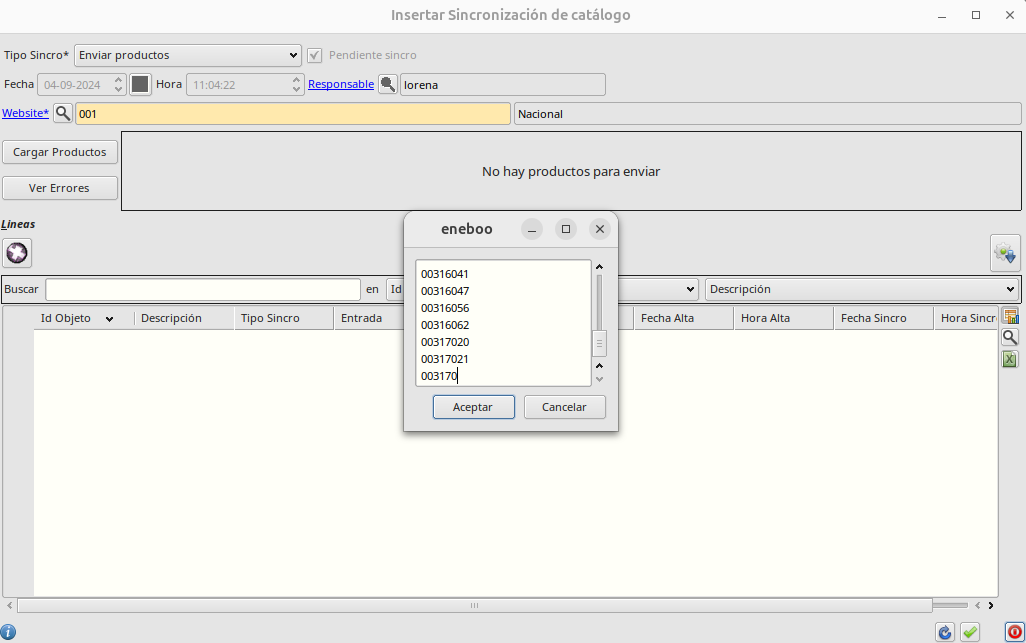 Insertar Sincronización de catálogo
Tipo Sincro* Enviar productos Pendiente sincro
Fecha 04-09-2024 Hora 11:04:22 Responsable lorena
Website* 001 Nacional
Cargar Productos
No hay productos para enviar
Ver Errores
Líneas
eneboo
00316041
00316047
00316056
00316062
00317020
00317021
003170
Aceptar Cancelar
Buscar en Id Descripción
Id Objeto Descripción Tipo Sincro Entrada Fecha Alta Hora Alta Fecha Sincro Hora Sincr